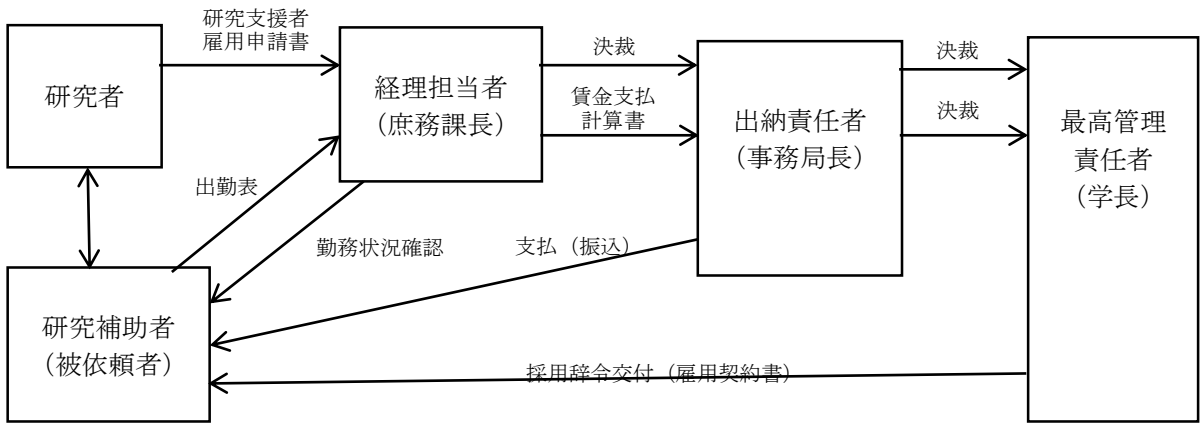 研究支援者
雇用申請書
研究者
経理担当者
（庶務課長）
決裁
賃金支払
計算書
出納責任者
（事務局長）
決裁
決裁
最高管理
責任者
（学長）
出勤表
勤務状況確認
支払（振込）
研究補助者
（被依頼者）
採用辞令交付（雇用契約書）